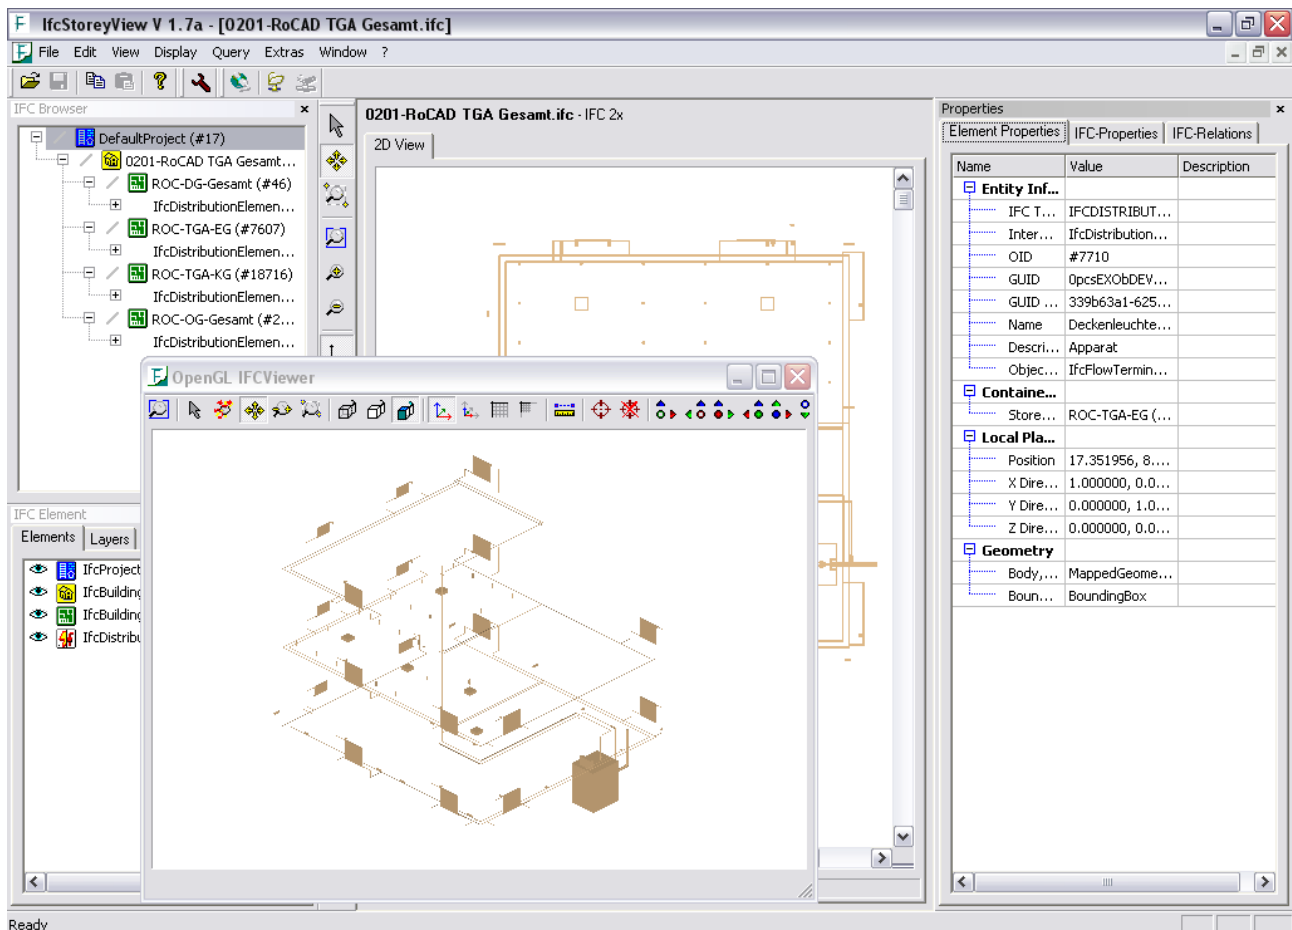 IfcStoreyView V 1.7a - [0201-RoCAD TGA Gesamt.ifc]
File Edit View Display Query Extras Window ?
IFC Browser
DefaultProject (#17)
0201-RoCAD TGA Gesamt...
ROC-DG-Gesamt (#46)
IfcDistributionElemen...
ROC-TGA-EG (#7607)
IfcDistributionElemen...
ROC-TGA-KG (#18716)
IfcDistributionElemen...
ROC-OG-Gesamt (#2...
IfcDistributionElemen...
IFC Element
Elements Layers
IfcProject
IfcBuilding
IfcBuilding
IfcDistribu
0201-RoCAD TGA Gesamt.ifc - IFC 2x
2D View
OpenGL IFCViewer
Properties
Element Properties IFC-Properties IFC-Relations
Name Value Description
Entity Inf...
IFC T... IFCDISTRIBUT...
Inter... IfcDistribution...
OID #7710
GUID 0pcsEXObDEV...
GUID ... 339b63a1-625...
Name Deckenleuchte...
Descri... Apparat
Objec... IfcFlowTermin...
Containe...
Store... ROC-TGA-EG (...
Local Pla...
Position 17.351956, 8....
X Dire... 1.000000, 0.0...
Y Dire... 0.000000, 1.0...
Z Dire... 0.000000, 0.0...
Geometry
Body,... MappedGeome...
Boun... BoundingBox
Ready